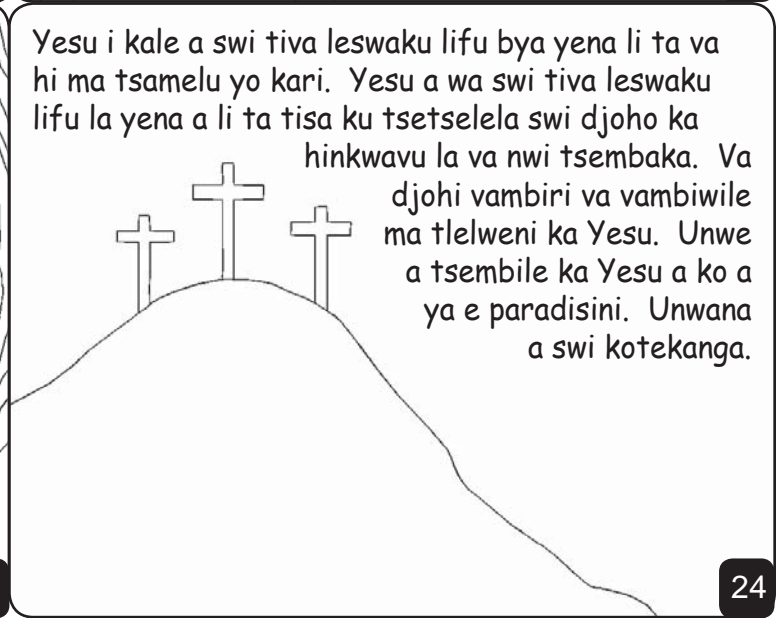 Yesu i kale a swi tiva leswaku lifu bya yena li ta va
hi ma tsamelu yo kari. Yesu a wa swi tiva leswaku
lifu la yena a li ta tisa ku tsetselela swi djoho ka
hinkwavu la va nwi tsembaka. Va
djohi vambiri va vambiwile
ma tlelweni ka Yesu. Unwe
a tsembile ka Yesu a ko a
ya e paradisini. Unwana
a swi kotekanga.
24